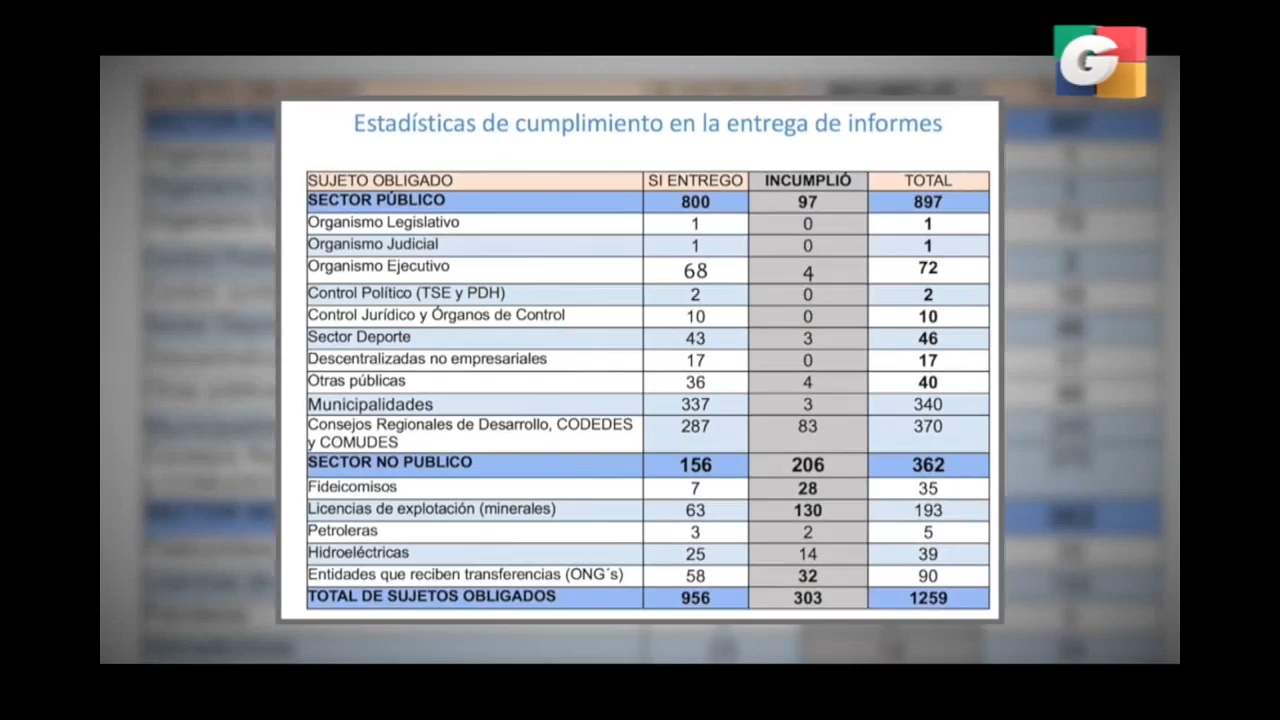 G
Estadísticas de cumplimiento en la entrega de informes
SUJETO OBLIGADO SI ENTREGO INCUMPLIÓ TOTAL
SECTOR PÚBLICO 800 97 897
Organismo Legislativo 1 0 1
Organismo Judicial 1 0 1
Organismo Ejecutivo 68 4 72
Control Político (TSE y PDH) 2 0 2
Control Jurídico y Órganos de Control 10 0 10
Sector Deporte 43 3 46
Descentralizadas no empresariales 17 0 17
Otras públicas 36 4 40
Municipalidades 337 3 340
Consejos Regionales de Desarrollo, CODEDES 287 83 370
y COMUDES
SECTOR NO PUBLICO 156 206 362
Fideicomisos 7 28 35
Licencias de explotación (minerales) 63 130 193
Petroleras 3 2 5
Hidroeléctricas 25 14 39
Entidades que reciben transferencias (ONG´s) 58 32 90
TOTAL DE SUJETOS OBLIGADOS 956 303 1259